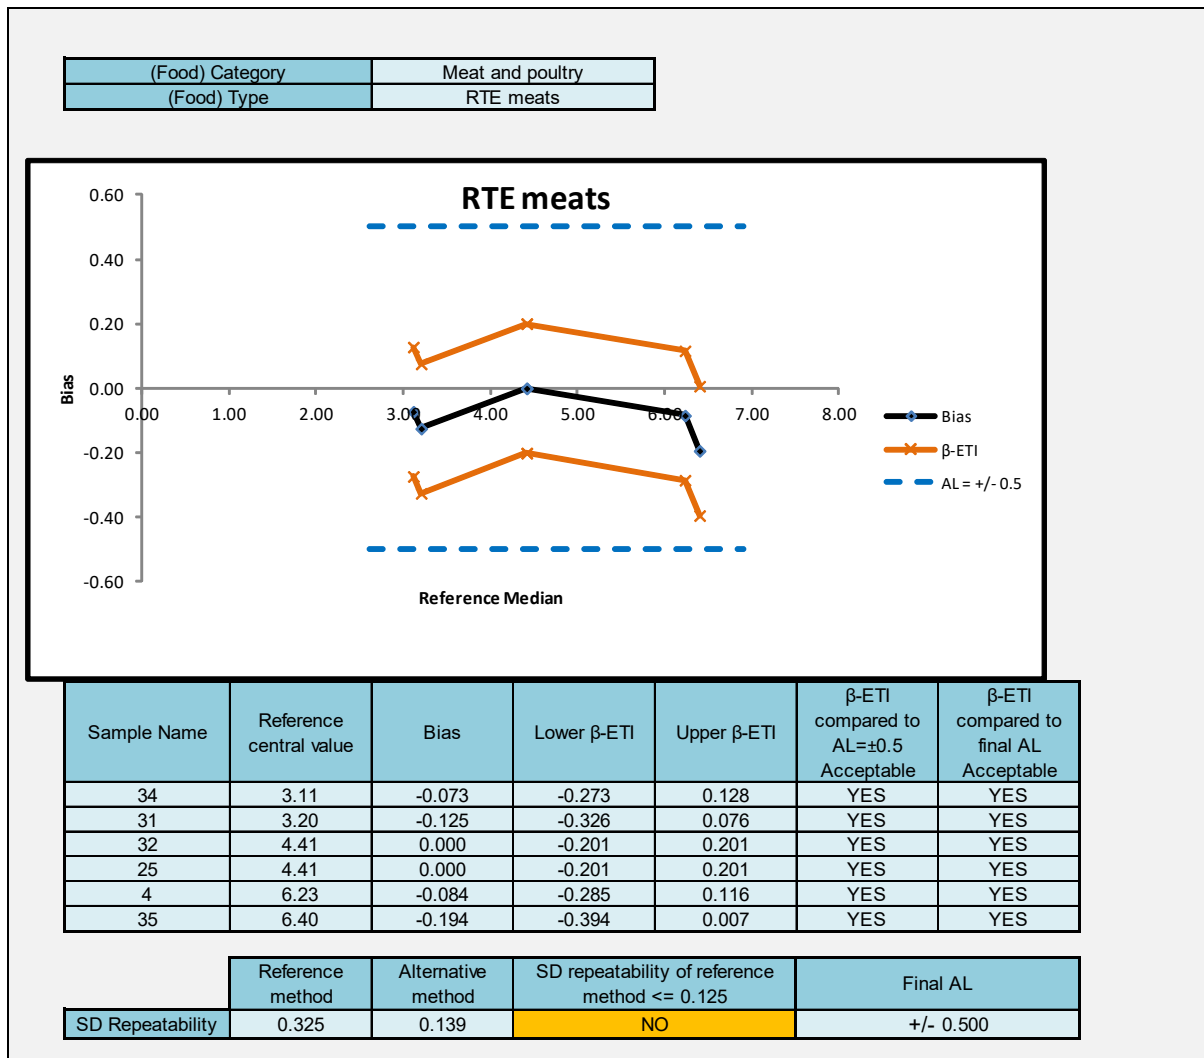 (Food) Category Meat and poultry
(Food) Type RTE meats
RTE meats
0.60
0.40
0.20
0.00
-0.20
-0.40
-0.60
0.00 1.00 2.00 3.00 4.00 5.00 6.00 7.00 8.00
Bias
Reference Median
Bias
β-ETI
AL = +/- 0.5
Sample Name Reference central value Bias Lower β-ETI Upper β-ETI β-ETI compared to AL=±0.5 Acceptable β-ETI compared to final AL Acceptable
34 3.11 -0.073 -0.273 0.128 YES YES
31 3.20 -0.125 -0.326 0.076 YES YES
32 4.41 0.000 -0.201 0.201 YES YES
25 4.41 0.000 -0.201 0.201 YES YES
4 6.23 -0.084 -0.285 0.116 YES YES
35 6.40 -0.194 -0.394 0.007 YES YES
Reference method Alternative method SD repeatability of reference method <= 0.125 Final AL
SD Repeatability 0.325 0.139 NO +/- 0.500